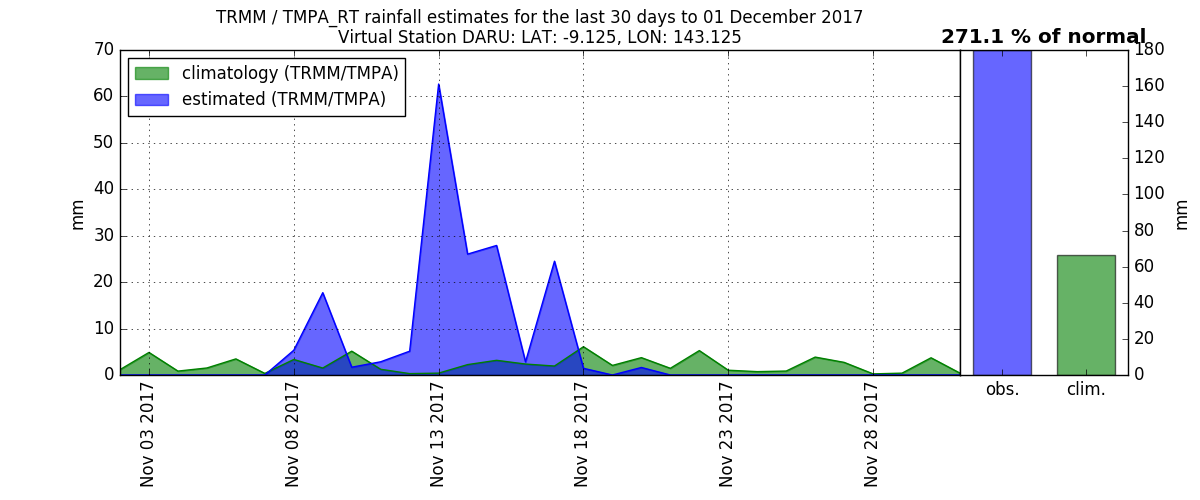 TRMM / TMPA_RT rainfall estimates for the last 30 days to 01 December 2017
Virtual Station DARU: LAT: -9.125, LON: 143.125
271.1 % of normal
climatology (TRMM/TMPA)
estimated (TRMM/TMPA)
mm
70
60
50
40
30
20
10
0
Nov 03 2017
Nov 08 2017
Nov 13 2017
Nov 18 2017
Nov 23 2017
Nov 28 2017
obs.
clim.
180
160
140
120
100
80
60
40
20
0
mm